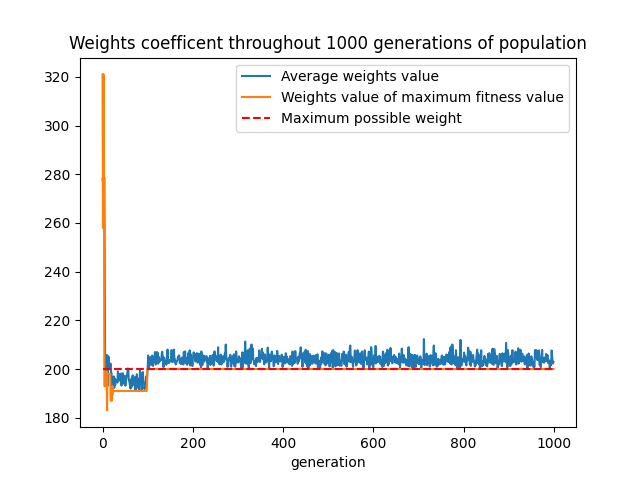 Weights coefficent throughout 1000 generations of population
Average weights value
Weights value of maximum fitness value
Maximum possible weight
320
300
280
260
240
220
200
180
0 200 400 600 800 1000
generation